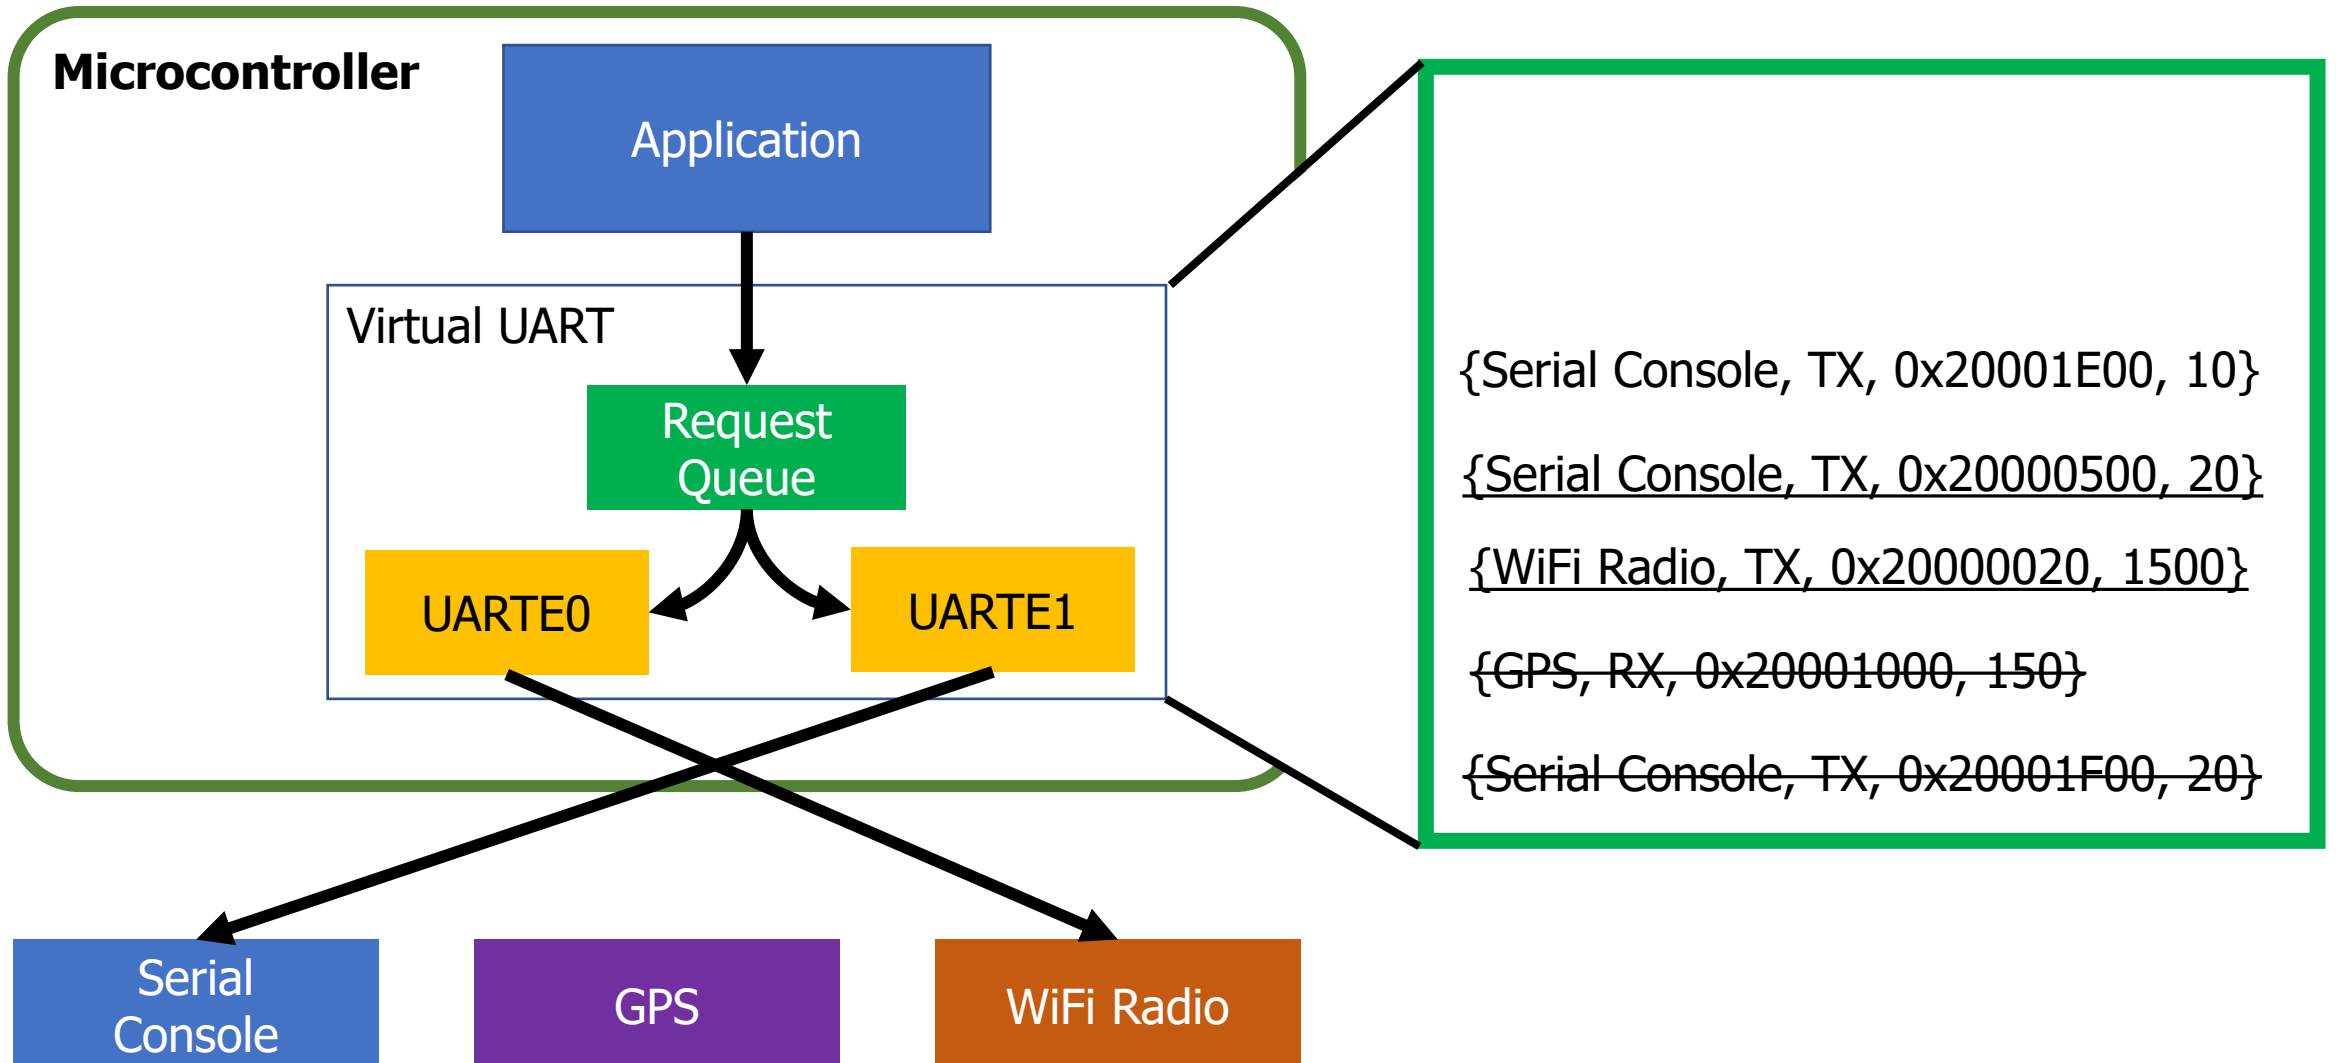 Microcontroller
Application
Virtual UART
Request
Queue
UARTE0
UARTE1
Serial
Console
GPS
WiFi Radio
{Serial Console, TX, 0x20001E00, 10}
{Serial Console, TX, 0x20000500, 20}
{WiFi Radio, TX, 0x20000020, 1500}
{GPS, RX, 0x20001000, 150}
{Serial Console, TX, 0x20001F00, 20}